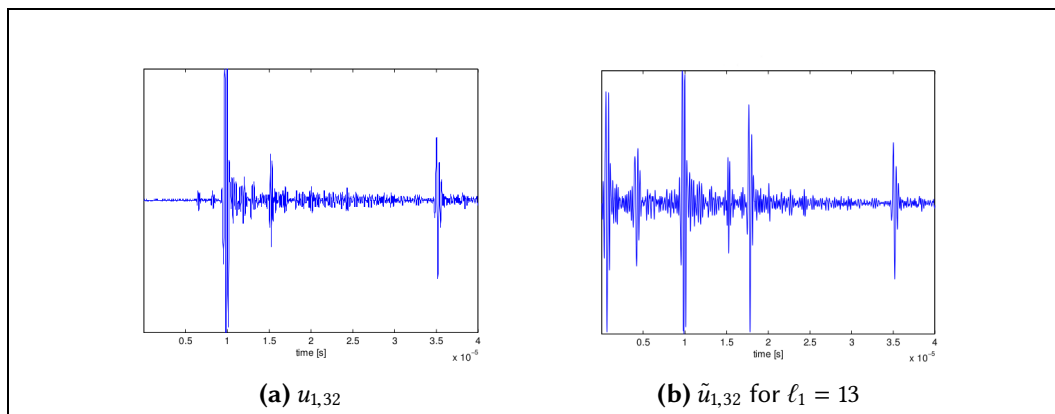 0.5 1 1.5 2 2.5 3 3.5 4
time [s]
x 10⁻⁵
(a) u₁,₃₂
0.5 1 1.5 2 2.5 3 3.5 4
time [s]
x 10⁻⁵
(b) ũ₁,₃₂ for ℓ₁ = 13